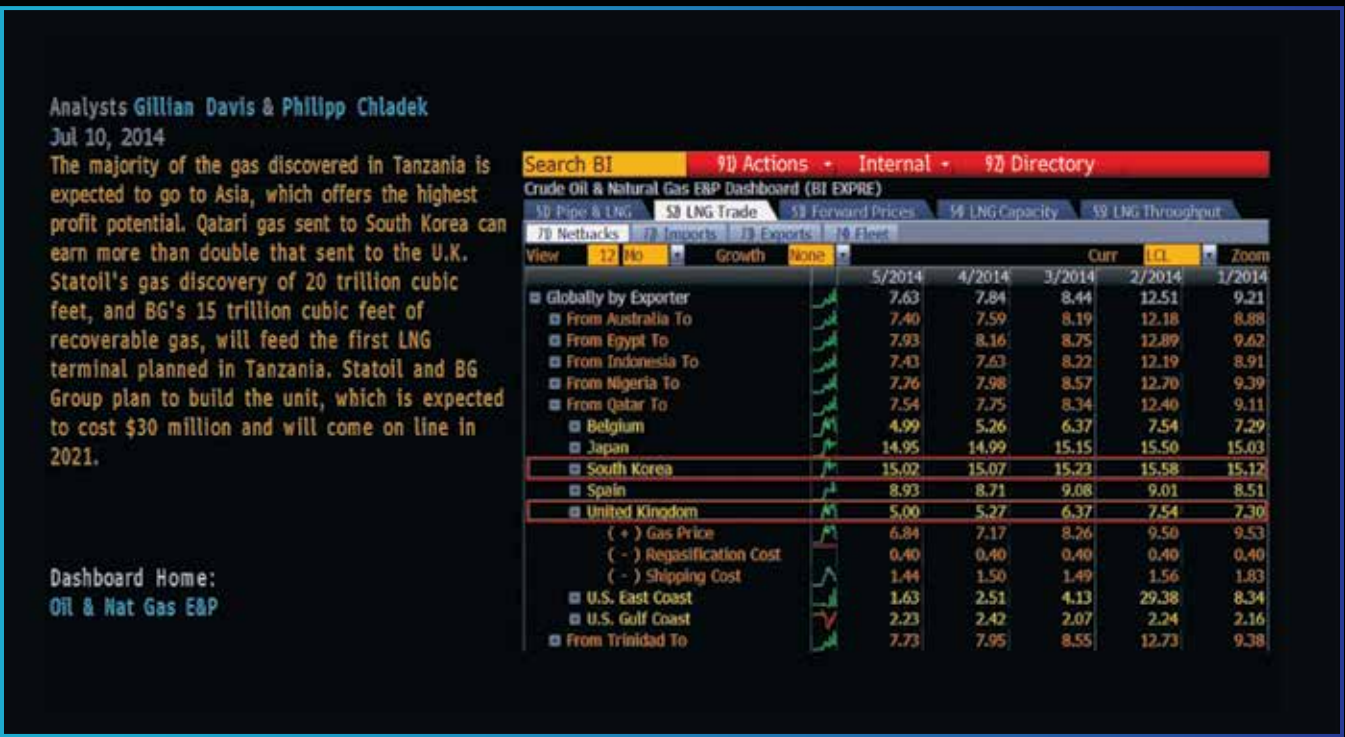 Analysts Gillian Davis & Philipp Chladek
Jul 10, 2014
The majority of the gas discovered in Tanzania is
expected to go to Asia, which offers the highest
profit potential. Qatari gas sent to South Korea can
earn more than double that sent to the U.K.
Statoil's gas discovery of 20 trillion cubic
feet, and BG's 15 trillion cubic feet of
recoverable gas, will feed the first LNG
terminal planned in Tanzania. Statoil and BG
Group plan to build the unit, which is expected
to cost $30 million and will come on line in
2021.
Dashboard Home:
Oil & Nat Gas E&P
Search BI 91) Actions Internal 92) Directory
Crude Oil & Natural Gas E&P Dashboard (BI EXPRE)
Pipe & LNG LNG Trade Forward Prices LNG Capacity LNG Throughput
Netbacks Imports Exports Fleet
View 12 Mo Growth None Curr LCL Zoom
5/2014 4/2014 3/2014 2/2014 1/2014
Globally by Exporter 7.63 7.84 8.44 12.51 9.21
From Australia To 7.40 7.59 8.19 12.18 8.88
From Egypt To 7.93 8.16 8.75 12.89 9.62
From Indonesia To 7.43 7.63 8.22 12.19 8.91
From Nigeria To 7.76 7.98 8.57 12.70 9.39
From Qatar To 7.54 7.75 8.34 12.40 9.11
Belgium 4.99 5.26 6.37 7.54 7.29
Japan 14.95 14.99 15.15 15.50 15.03
South Korea 15.02 15.07 15.23 15.58 15.12
Spain 8.93 8.71 9.08 9.01 8.51
United Kingdom 5.00 5.27 6.37 7.54 7.30
( + ) Gas Price 6.84 7.17 8.26 9.50 9.53
( - ) Regasification Cost 0.40 0.40 0.40 0.40 0.40
( - ) Shipping Cost 1.44 1.50 1.49 1.56 1.83
U.S. East Coast 1.63 2.51 4.13 29.38 8.34
U.S. Gulf Coast 2.23 2.42 2.07 2.24 2.16
From Trinidad To 7.73 7.95 8.55 12.73 9.38